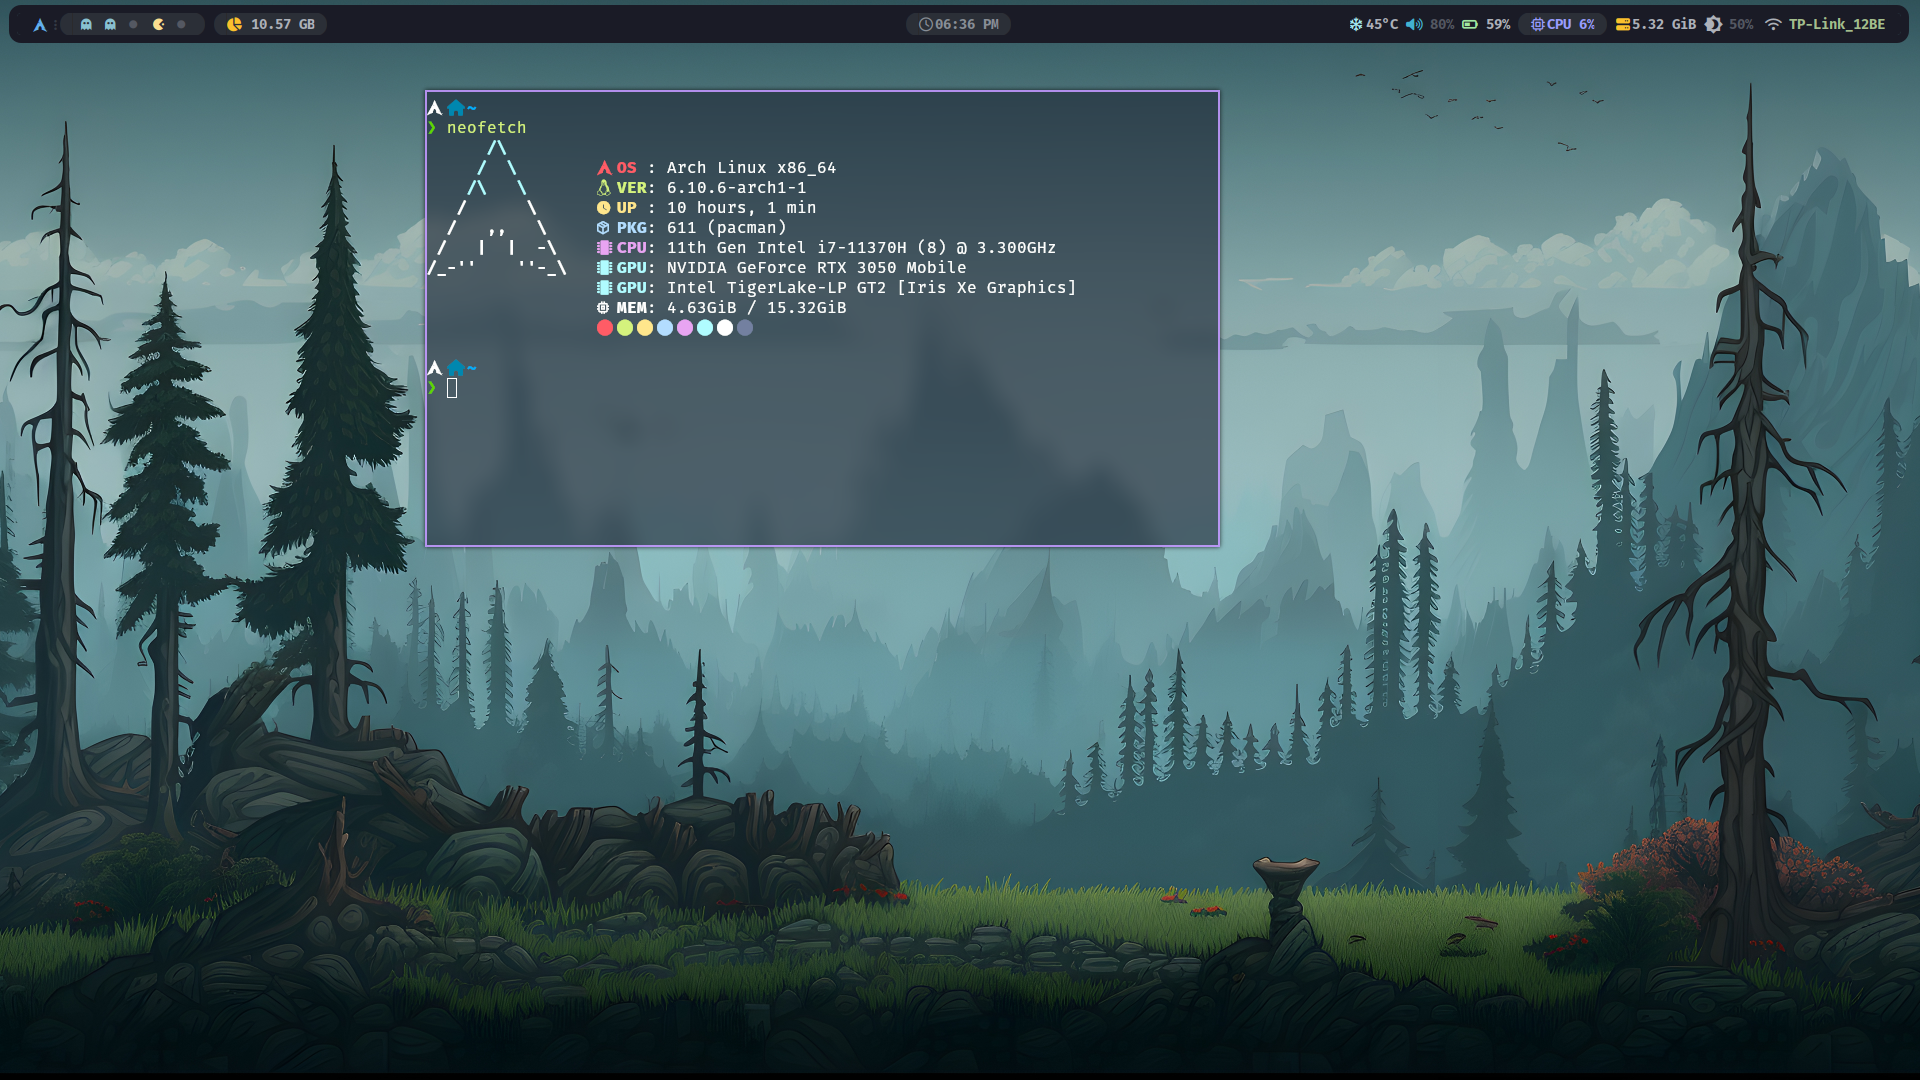 10.57 GB
06:36 PM
45°C 80% 59% CPU 6% 5.32 GiB 50% TP-Link_12BE
~
❯ neofetch
OS : Arch Linux x86_64
VER: 6.10.6-arch1-1
UP : 10 hours, 1 min
PKG: 611 (pacman)
CPU: 11th Gen Intel i7-11370H (8) @ 3.300GHz
GPU: NVIDIA GeForce RTX 3050 Mobile
GPU: Intel TigerLake-LP GT2 [Iris Xe Graphics]
MEM: 4.63GiB / 15.32GiB
~
❯